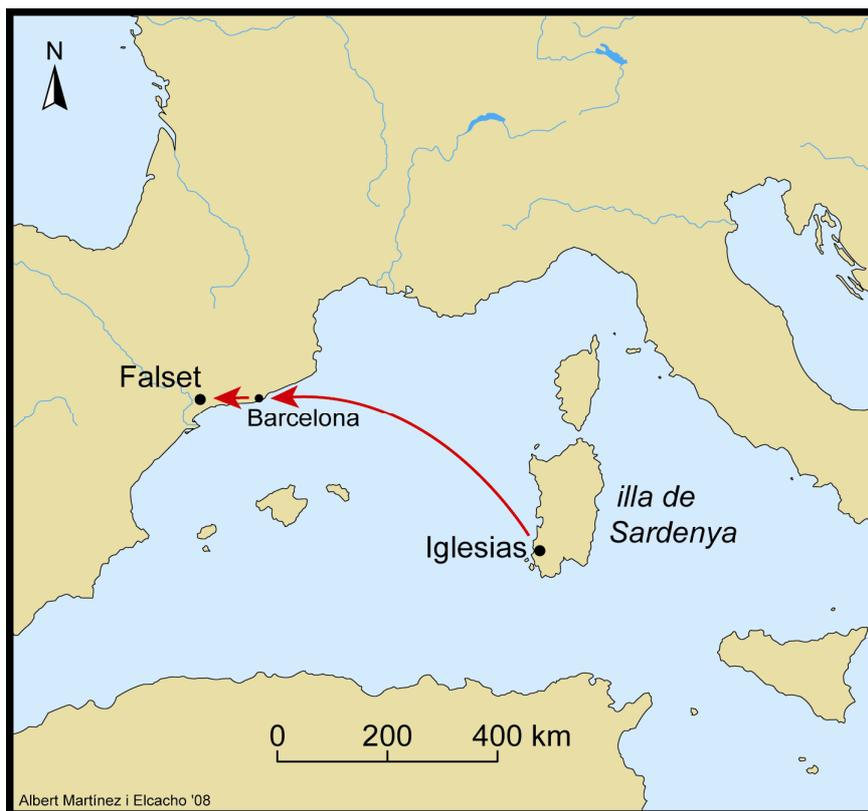 N
Falset
Barcelona
illa de
Sardenya
Iglesias
0 200 400 km
Albert Martínez i Elcacho '08